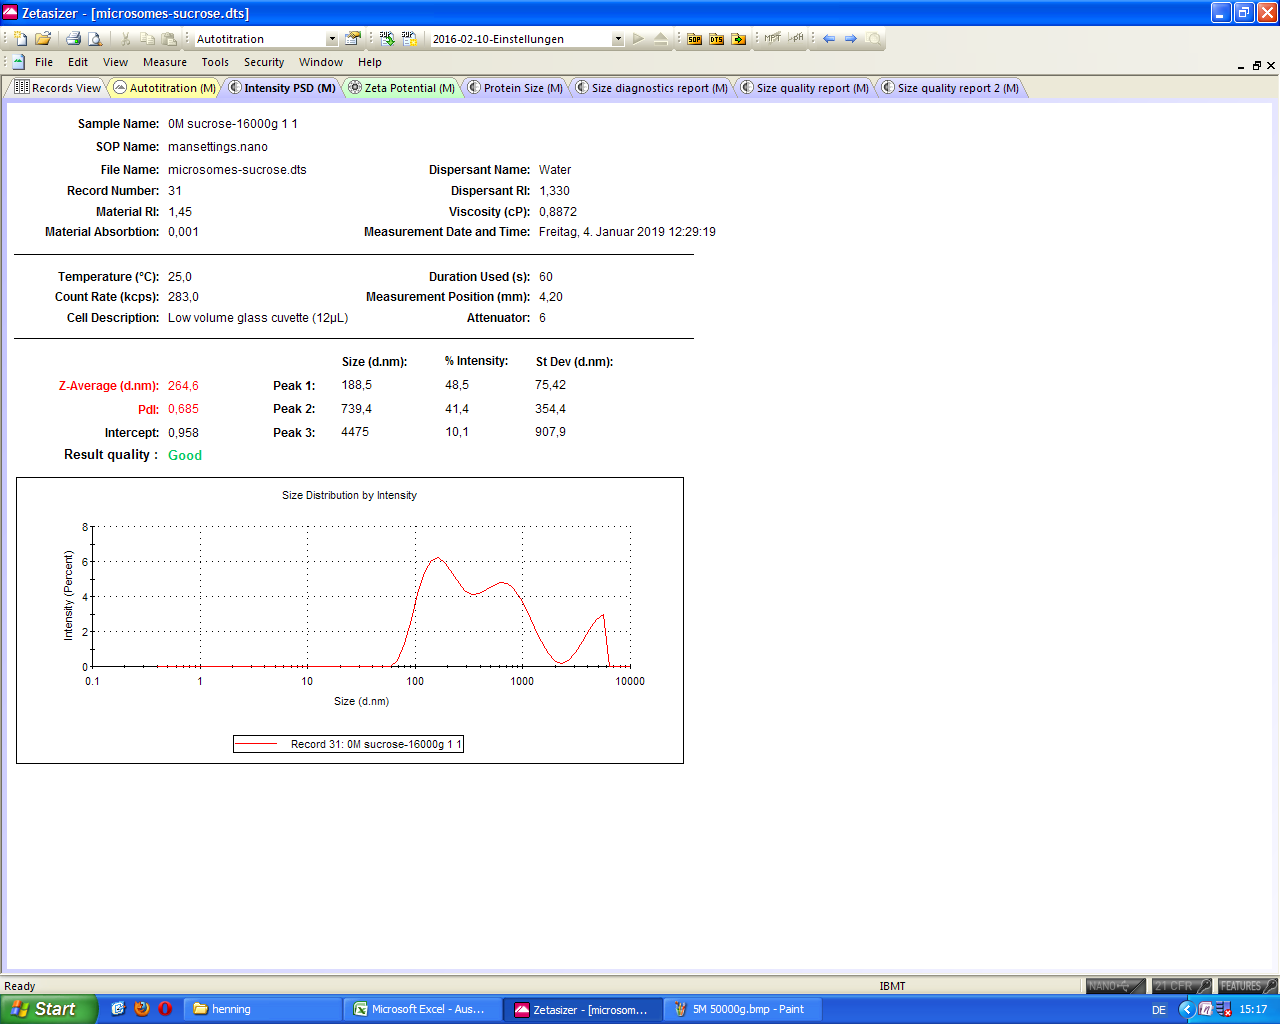 Zetasizer - [microsomes-sucrose.dts]
Autotitration 2016-02-10-Einstellungen
File Edit View Measure Tools Security Window Help
Records View Autotitration (M) Intensity PSD (M) Zeta Potential (M) Protein Size (M) Size diagnostics report (M) Size quality report (M) Size quality report 2 (M)
Sample Name: 0M sucrose-16000g 1 1
SOP Name: mansettings.nano
File Name: microsomes-sucrose.dts Dispersant Name: Water
Record Number: 31 Dispersant RI: 1,330
Material RI: 1,45 Viscosity (cP): 0,8872
Material Absorbtion: 0,001 Measurement Date and Time: Freitag, 4. Januar 2019 12:29:19
Temperature (°C): 25,0 Duration Used (s): 60
Count Rate (kcps): 283,0 Measurement Position (mm): 4,20
Cell Description: Low volume glass cuvette (12µL) Attenuator: 6
Size (d.nm): % Intensity: St Dev (d.nm):
Z-Average (d.nm): 264,6 Peak 1: 188,5 48,5 75,42
PdI: 0,685 Peak 2: 739,4 41,4 354,4
Intercept: 0,958 Peak 3: 4475 10,1 907,9
Result quality : Good
Size Distribution by Intensity
Intensity (Percent)
8
6
4
2
0
0.1 1 10 100 1000 10000
Size (d.nm)
Record 31: 0M sucrose-16000g 1 1
Ready IBMT NANO 21 CFR FEATURES
Start henning Microsoft Excel - Aus... Zetasizer - [microsom... 5M 50000g.bmp - Paint DE 15:17